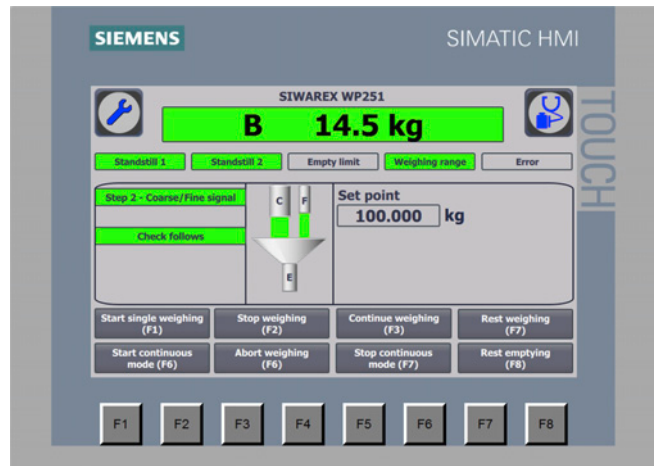 SIEMENS
SIMATIC HMI
TOUCH
SIWAREX WP251
B 14.5 kg
Standstill 1
Standstill 2
Empty limit
Weighing range
Error
Step 2 - Coarse/Fine signal
Check follows
C
F
E
Set point
100.000 kg
Start single weighing
(F1)
Stop weighing
(F2)
Continue weighing
(F3)
Rest weighing
(F7)
Start continuous
mode (F6)
Abort weighing
(F6)
Stop continuous
mode (F7)
Rest emptying
(F8)
F1
F2
F3
F4
F5
F6
F7
F8